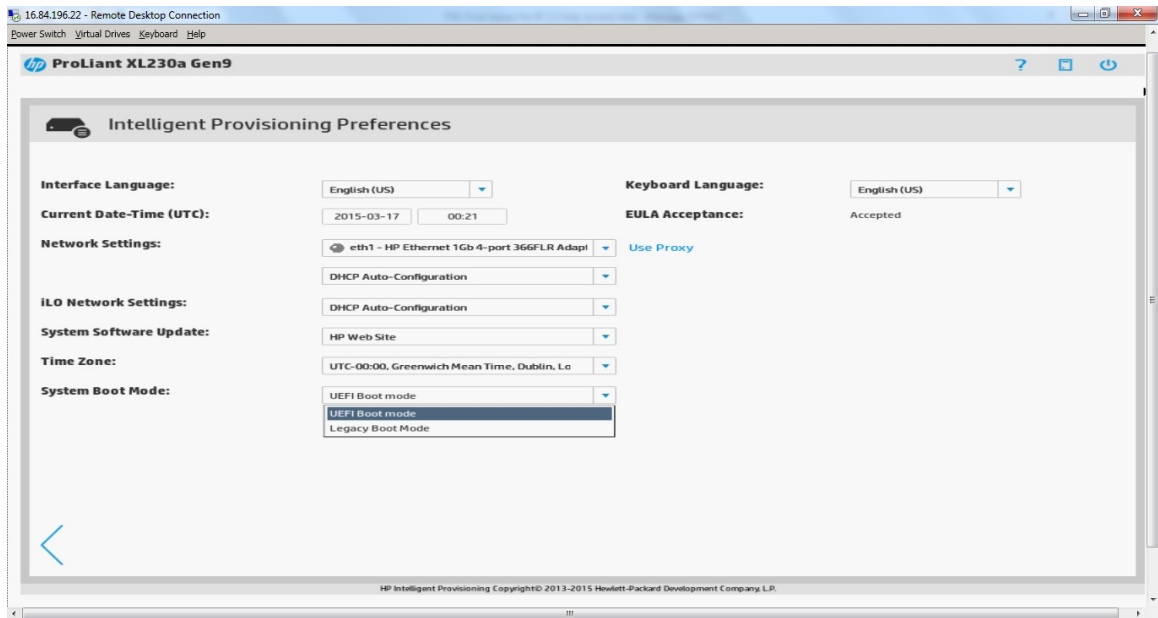 16.84.196.22 - Remote Desktop Connection
Power Switch Virtual Drives Keyboard Help
hp ProLiant XL230a Gen9 ?
Intelligent Provisioning Preferences
Interface Language: English (US) Keyboard Language: English (US)
Current Date-Time (UTC): 2015-03-17 00:21 EULA Acceptance: Accepted
Network Settings: eth1 - HP Ethernet 1Gb 4-port 366FLR Adapt Use Proxy
DHCP Auto-Configuration
iLO Network Settings: DHCP Auto-Configuration
System Software Update: HP Web Site
Time Zone: UTC-00:00, Greenwich Mean Time, Dublin, Lo
System Boot Mode: UEFI Boot mode
UEFI Boot mode
Legacy Boot Mode
HP Intelligent Provisioning Copyright© 2013-2015 Hewlett-Packard Development Company, L.P.